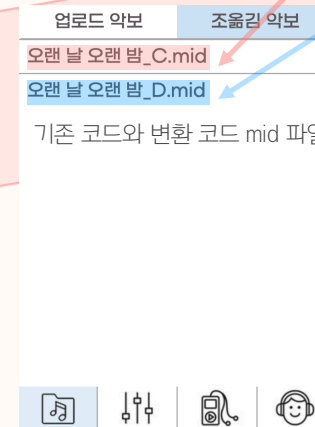 업로드 악보 조옮김 악보
오랜 날 오랜 밤_C.mid
오랜 날 오랜 밤_D.mid
기존 코드와 변환 코드 mid 파일